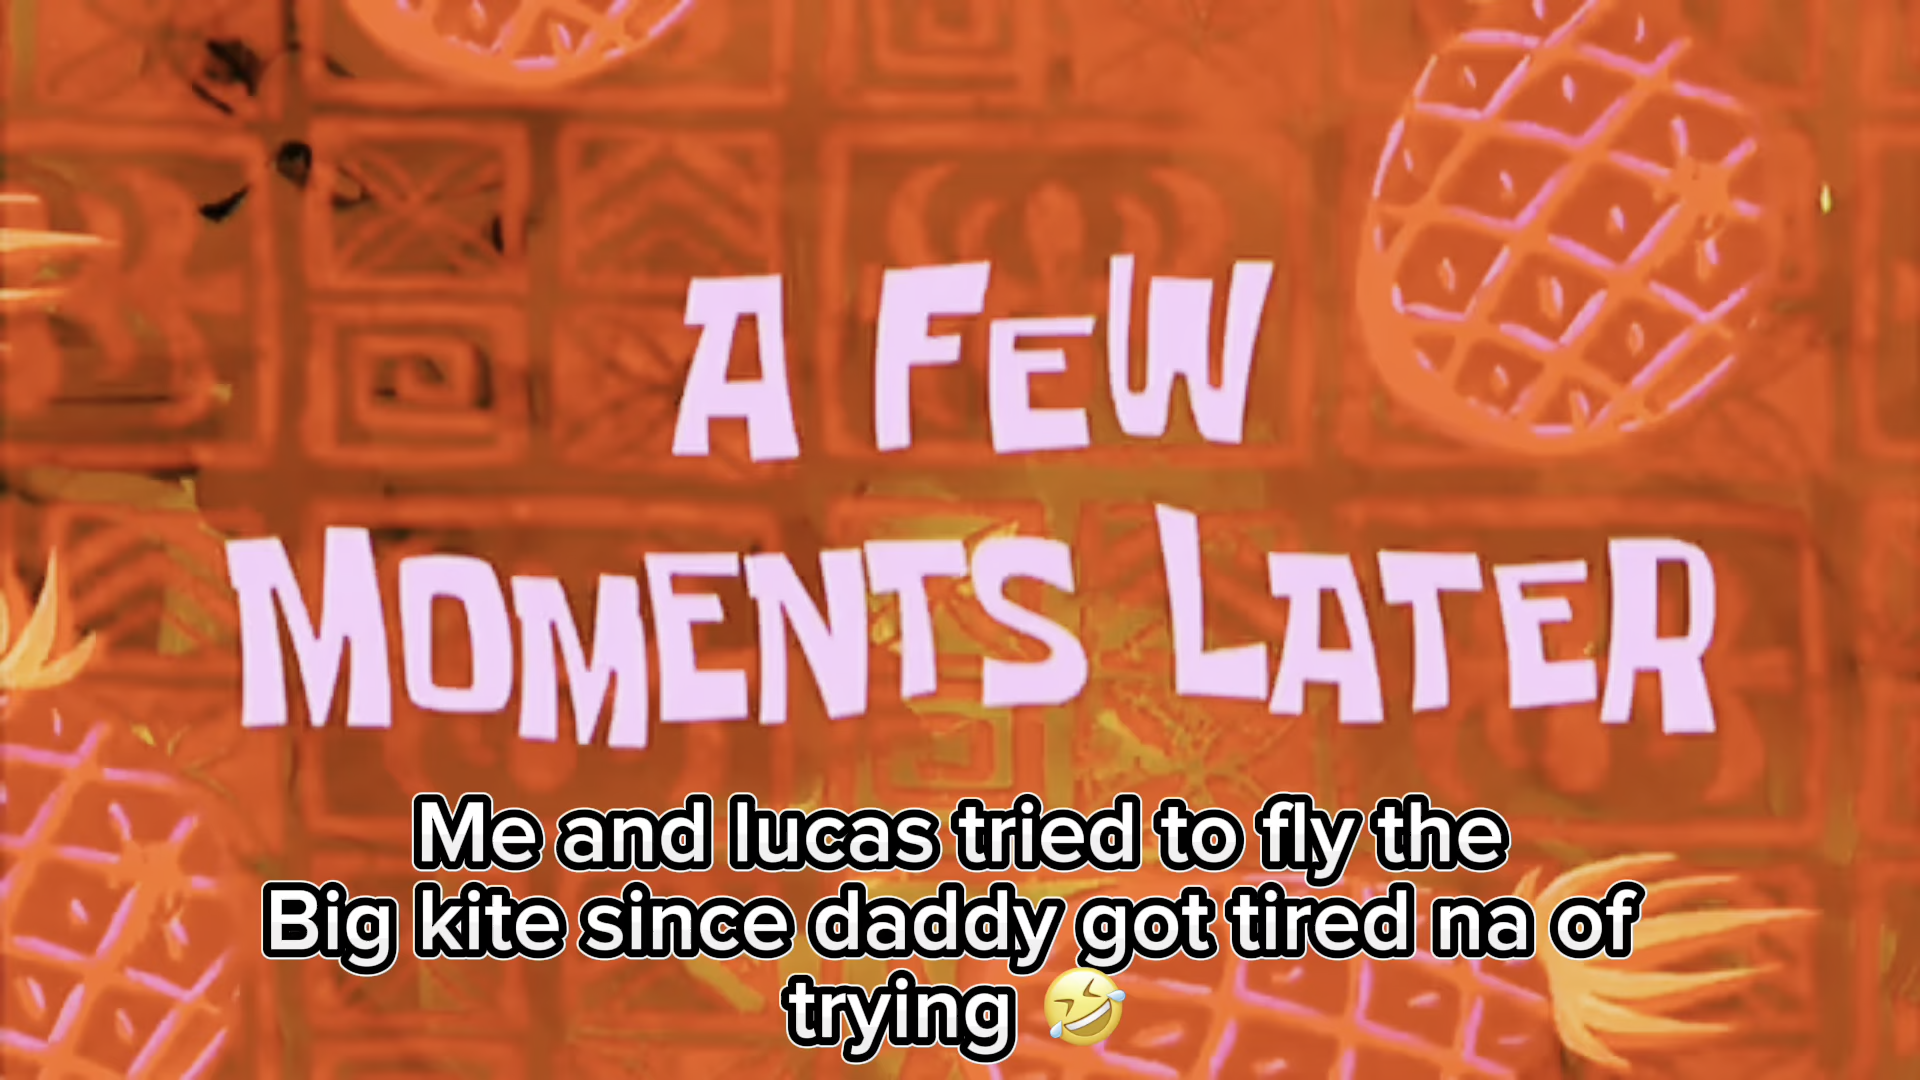 A FEW
MOMENTS LATER
Me and lucas tried to fly the
Big kite since daddy got tired na of
trying 🤣